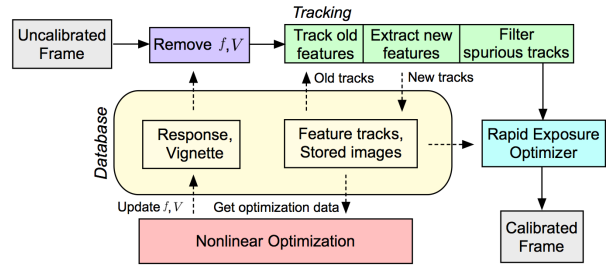 Tracking
Uncalibrated
Frame
Remove f, V
Track old
features
Extract new
features
Filter
spurious tracks
Old tracks
New tracks
Database
Response,
Vignette
Feature tracks,
Stored images
Rapid Exposure
Optimizer
Update f, V
Get optimization data
Nonlinear Optimization
Calibrated
Frame